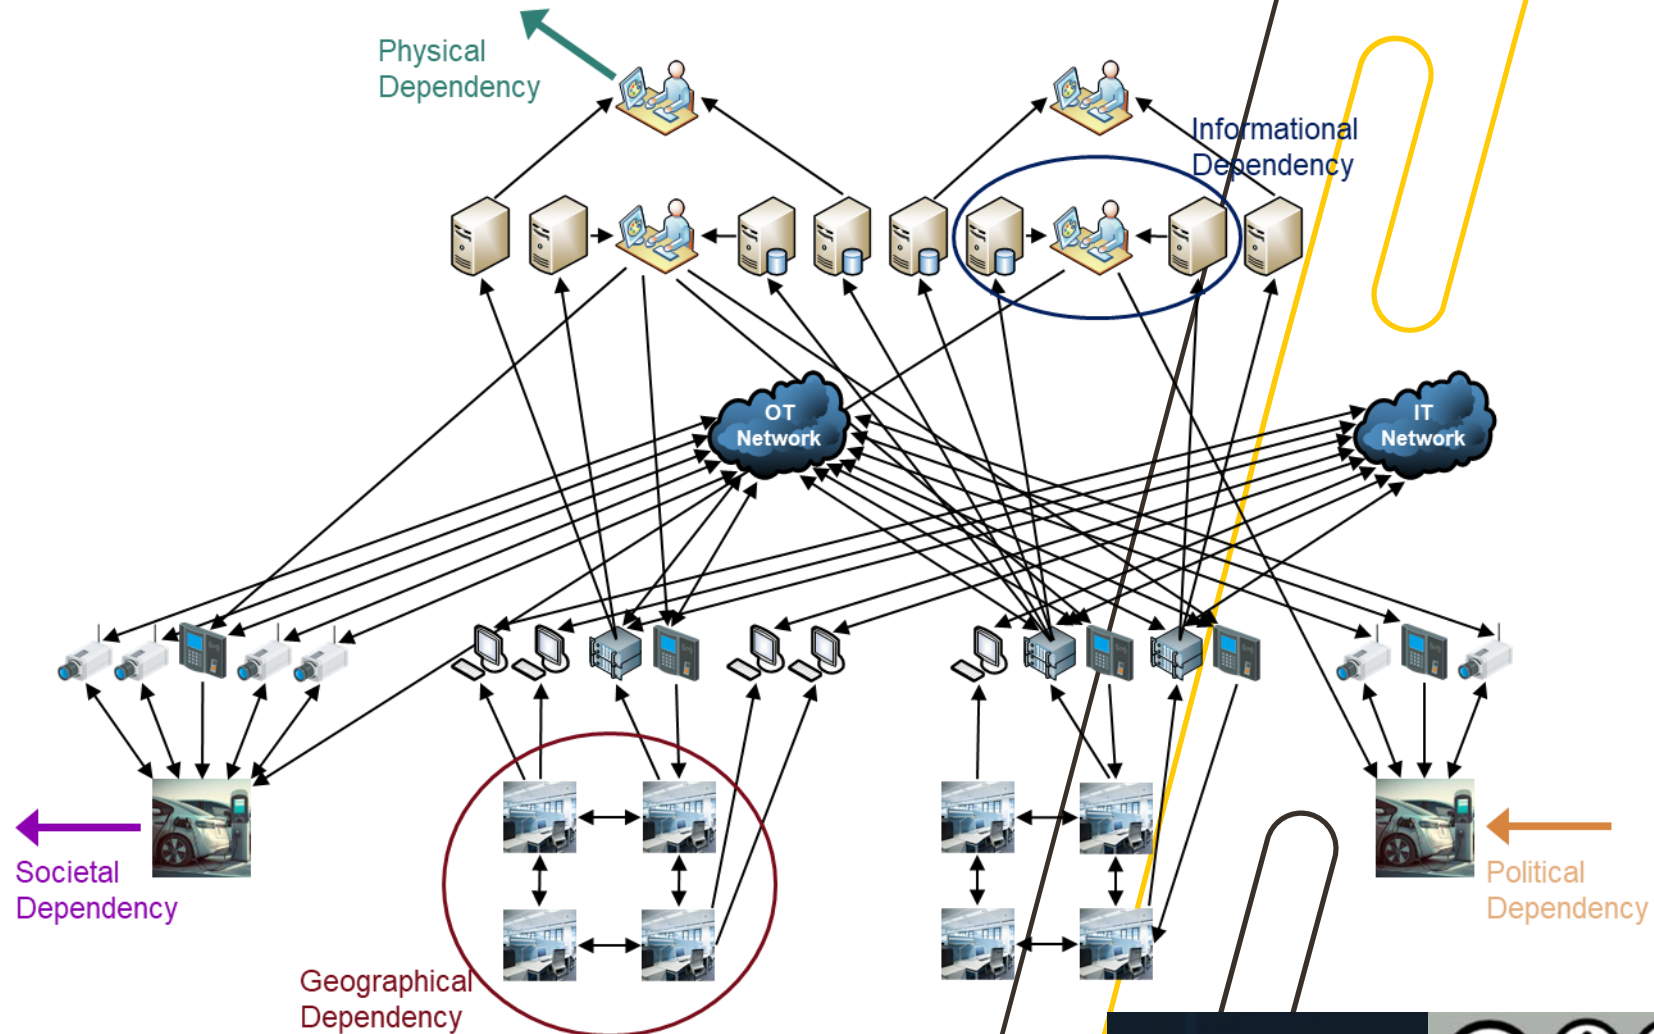 Physical
Dependency
Informational
Dependency
OT
Network
IT
Network
Societal
Dependency
Political
Dependency
Geographical
Dependency